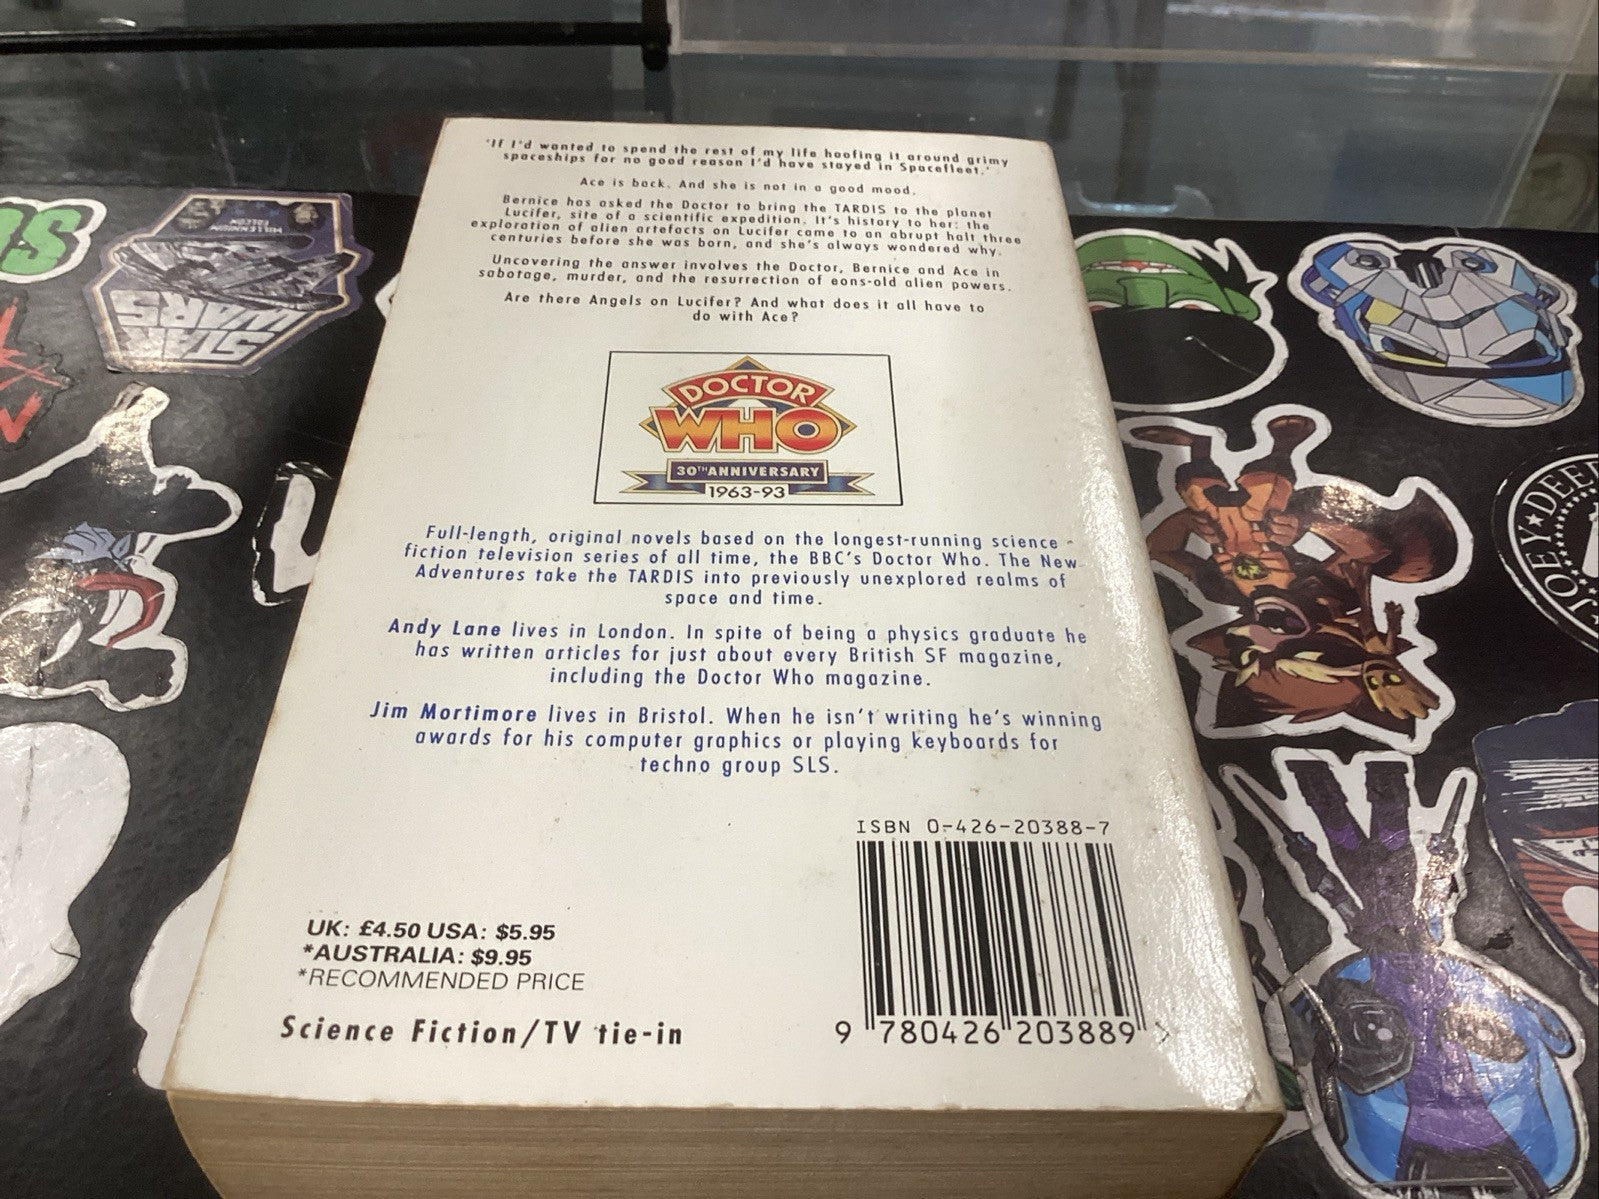 'If I'd wanted to spend the rest of my life hoofing it around grimy
spaceships for no good reason I'd have stayed in Spacefleet.'
Ace is back. And she is not in a good mood.
Bernice has asked the Doctor to bring the TARDIS to the planet
Lucifer, site of a scientific expedition. It's history to her: the
exploration of alien artefacts on Lucifer came to an abrupt halt three
centuries before she was born, and she's always wondered why.
Uncovering the answer involves the Doctor, Bernice and Ace in
sabotage, murder, and the resurrection of eons-old alien powers.
Are there Angels on Lucifer? And what does it all have to
do with Ace?
DOCTOR
WHO
30TH ANNIVERSARY
1963-93
Full-length, original novels based on the longest-running science -
fiction television series of all time, the BBC's Doctor Who. The New
Adventures take the TARDIS into previously unexplored realms of
space and time.
Andy Lane lives in London. In spite of being a physics graduate he
has written articles for just about every British SF magazine,
including the Doctor Who magazine.
Jim Mortimore lives in Bristol. When he isn't writing he's winning
awards for his computer graphics or playing keyboards for
techno group SLS.
ISBN 0-426-20388-7
UK: £4.50 USA: $5.95
*AUSTRALIA: $9.95
*RECOMMENDED PRICE
Science Fiction/TV tie-in
9 780426 203889 >
MILLENNIUM
FALCON
STAR
WARS
JOEY DEE